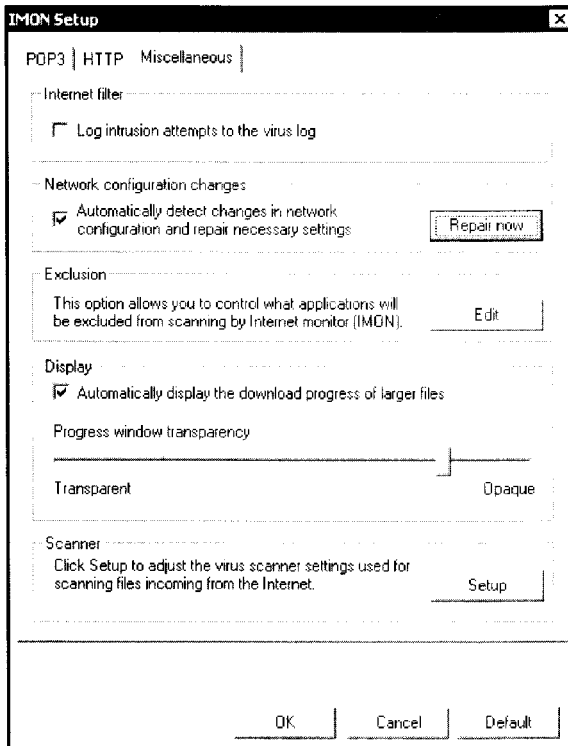 IMON Setup
POP3 HTTP Miscellaneous
Internet filter
Log intrusion attempts to the virus log
Network configuration changes
Automatically detect changes in network
configuration and repair necessary settings
Repair now
Exclusion
This option allows you to control what applications will
be excluded from scanning by Internet monitor (IMON).
Edit
Display
Automatically display the download progress of larger files
Progress window transparency
Transparent Opaque
Scanner
Click Setup to adjust the virus scanner settings used for
scanning files incoming from the Internet.
Setup
OK Cancel Default